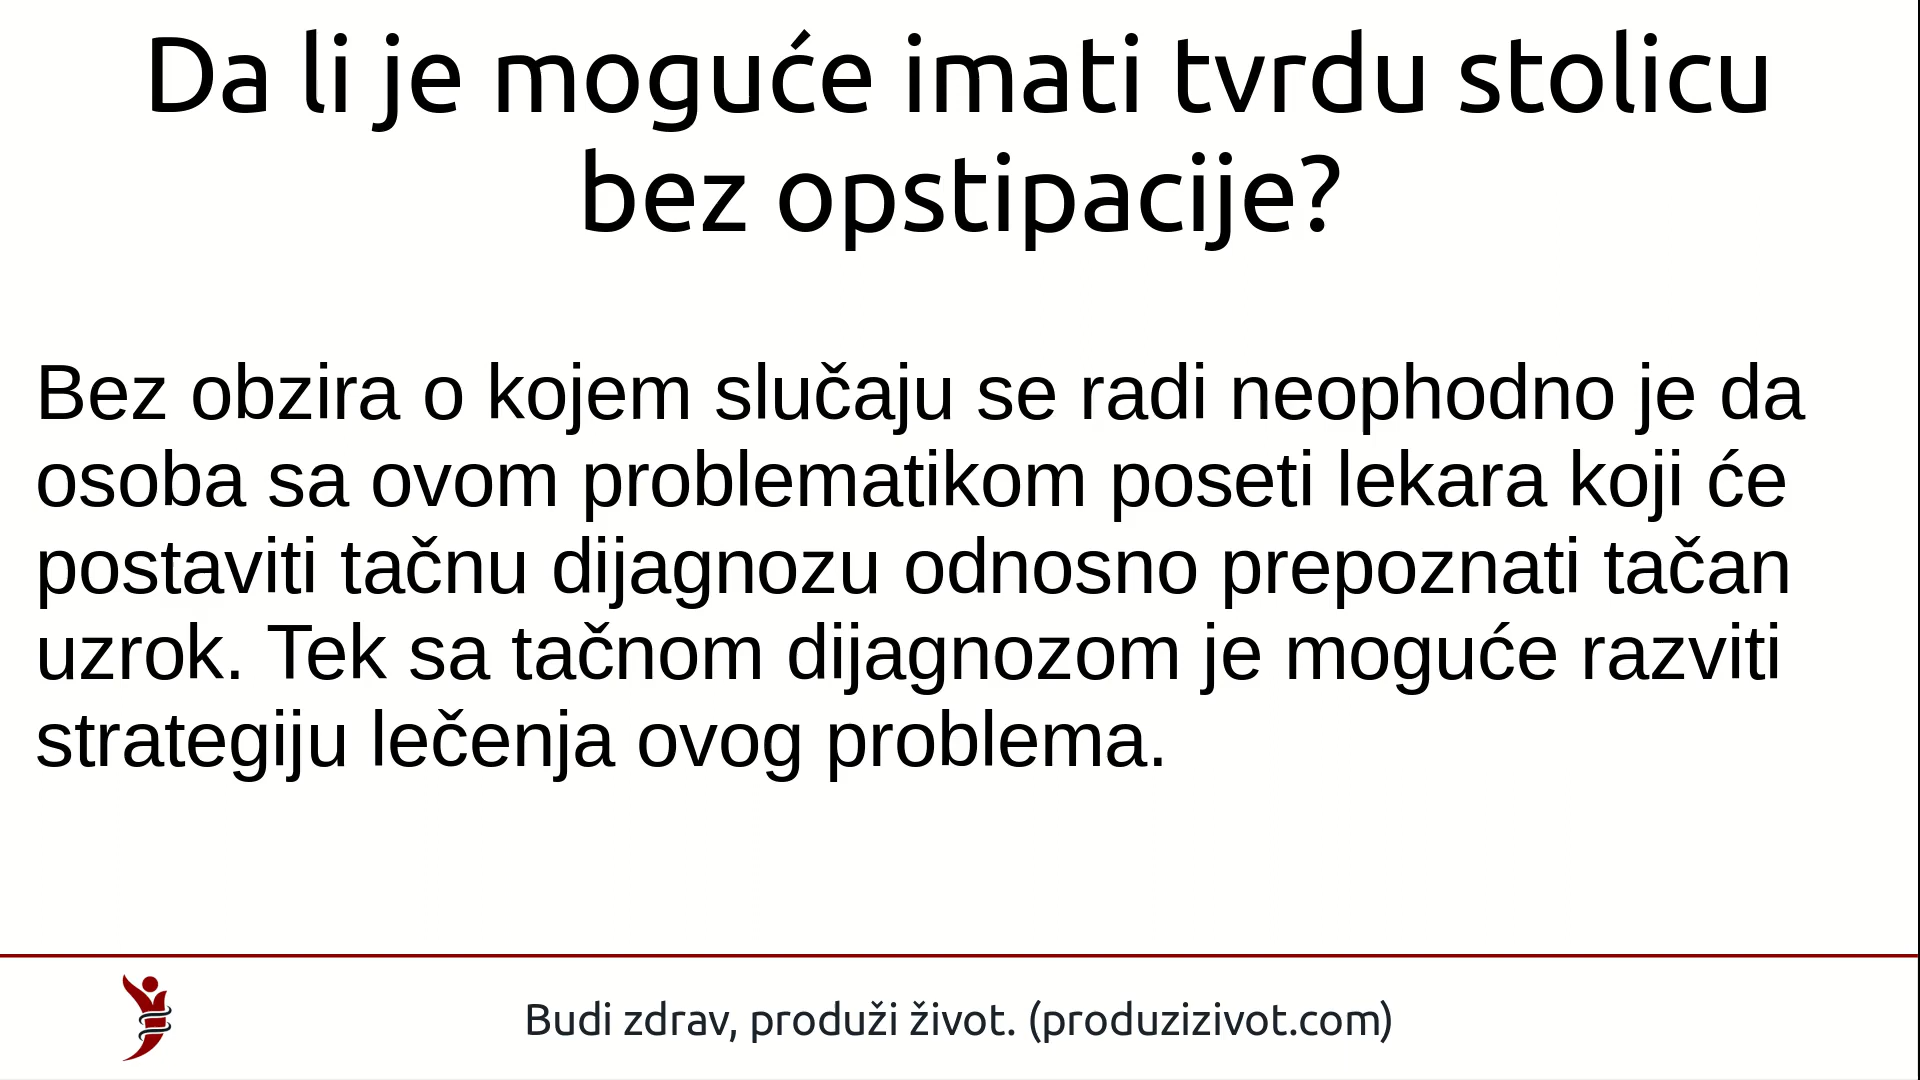 Da li je moguće imati tvrdu stolicu
bez opstipacije?
Bez obzira o kojem slučaju se radi neophodno je da
osoba sa ovom problematikom poseti lekara koji će
postaviti tačnu dijagnozu odnosno prepoznati tačan
uzrok. Tek sa tačnom dijagnozom je moguće razviti
strategiju lečenja ovog problema.
Budi zdrav, produži život. (produzizivot.com)